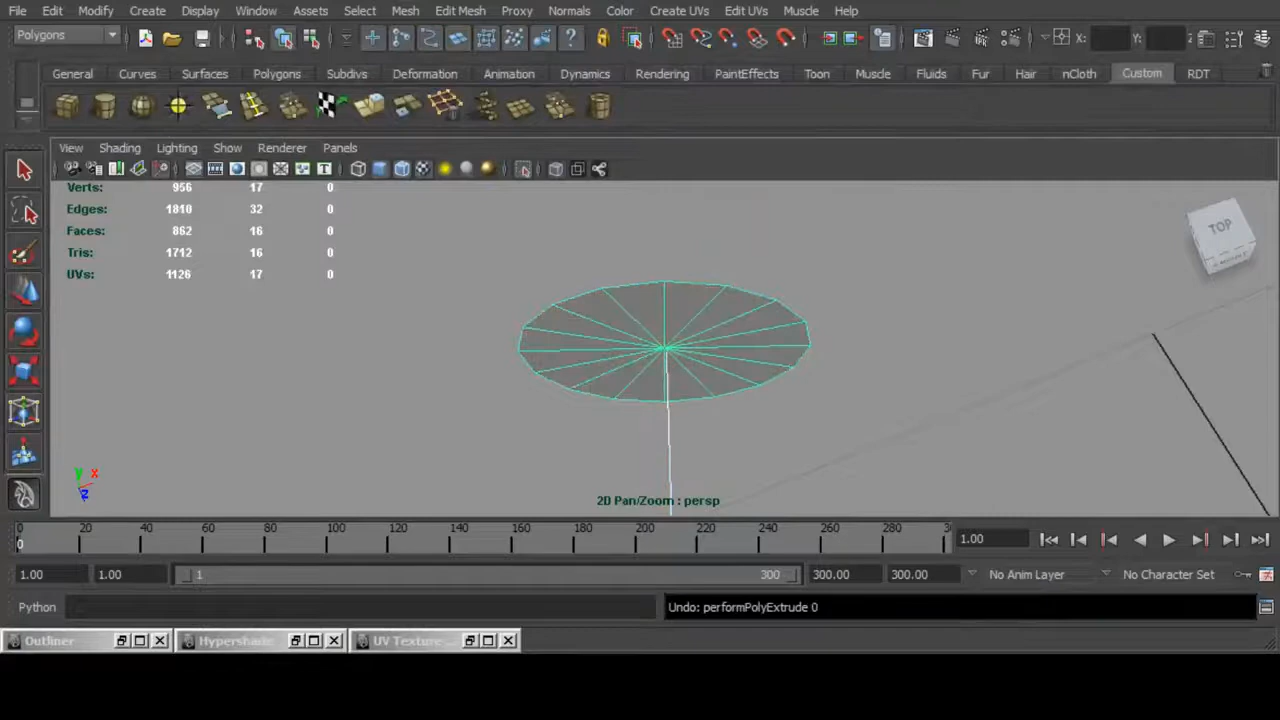 File Edit Modify Create Display Window Assets Select Mesh Edit Mesh Proxy Normals Color Create UVs Edit UVs Muscle Help
Polygons X: Y: Z
General Curves Surfaces Polygons Subdivs Deformation Animation Dynamics Rendering PaintEffects Toon Muscle Fluids Fur Hair nCloth Custom RDT
View Shading Lighting Show Renderer Panels
Verts: 956 17 0
Edges: 1810 32 0
Faces: 862 16 0
Tris: 1712 16 0
UVs: 1126 17 0
TOP
y x
z
2D Pan/Zoom : persp
0 20 40 60 80 100 120 140 160 180 200 220 240 260 280
0 1.00
1.00 1.00 1 300 300.00 300.00 No Anim Layer No Character Set
Python Undo: performPolyExtrude 0
Outliner Hypershade UV Textures...